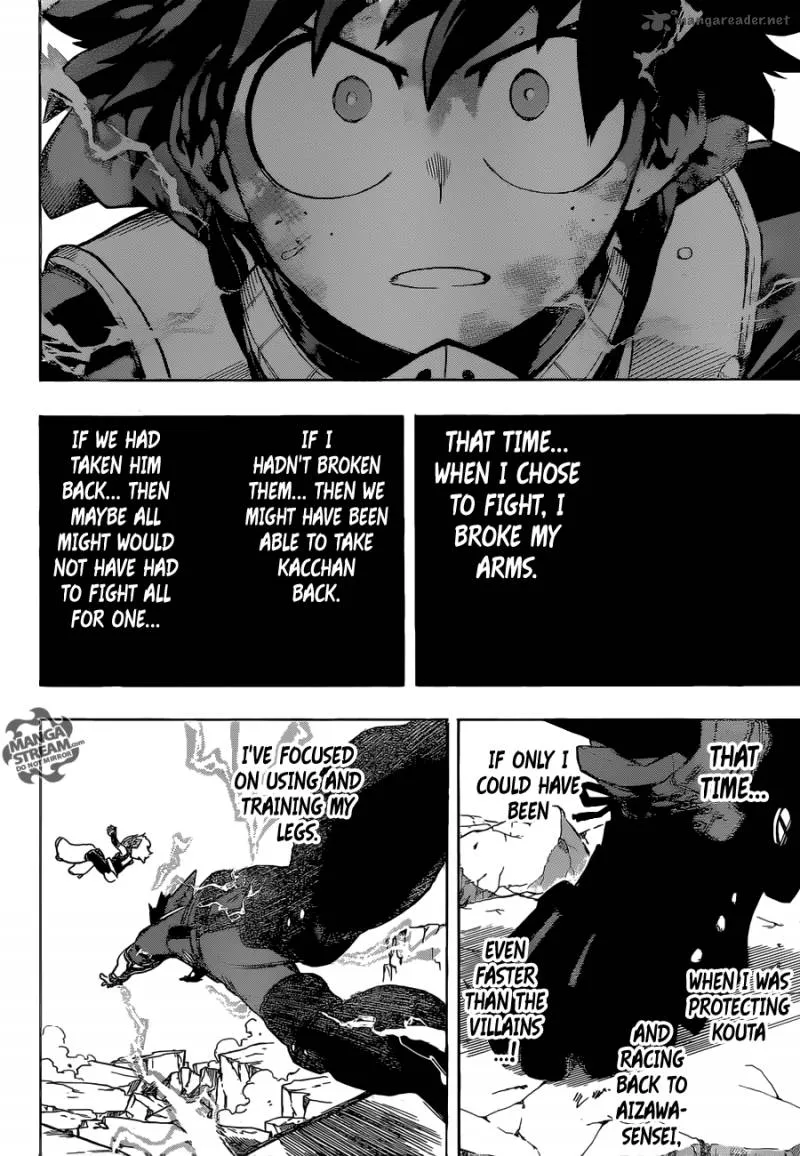 mangareader.net
THAT TIME...
WHEN I CHOSE
TO FIGHT, I
BROKE MY
ARMS.
IF I
HADN'T BROKEN
THEM... THEN WE
MIGHT HAVE BEEN
ABLE TO TAKE
KACCHAN
BACK.
IF WE HAD
TAKEN HIM
BACK... THEN
MAYBE ALL
MIGHT WOULD
NOT HAVE HAD
TO FIGHT ALL
FOR ONE...
THAT
TIME...
WHEN I WAS
PROTECTING
KOUTA
AND
RACING
BACK TO
AIZAWA-
SENSEI,
IF ONLY I
COULD HAVE
BEEN
EVEN
FASTER
THAN THE
VILLAINS
...!
I'VE FOCUSED
ON USING AND
TRAINING MY
LEGS.
MANGA
STREAM.com
DO NOT MIRROR